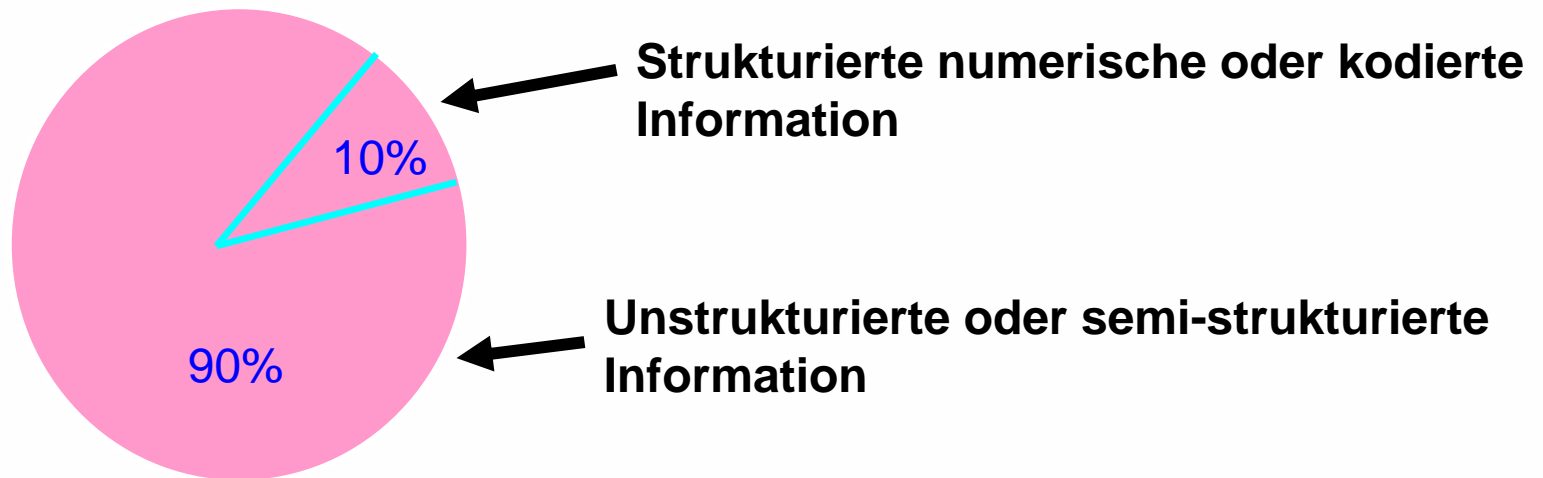 Strukturierte numerische oder kodierte
Information
10%
Unstrukturierte oder semi-strukturierte
Information
90%